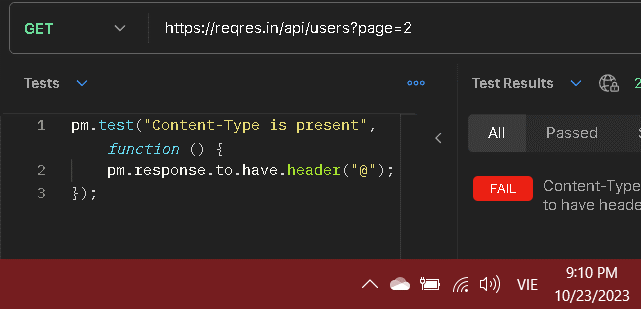 GET https://reqres.in/api/users?page=2
Tests Test Results 2
1 pm.test("Content-Type is present",
function () {
2 pm.response.to.have.header("@");
3 });
All Passed
FAIL Content-Type
to have heade
VIE 9:10 PM
10/23/2023